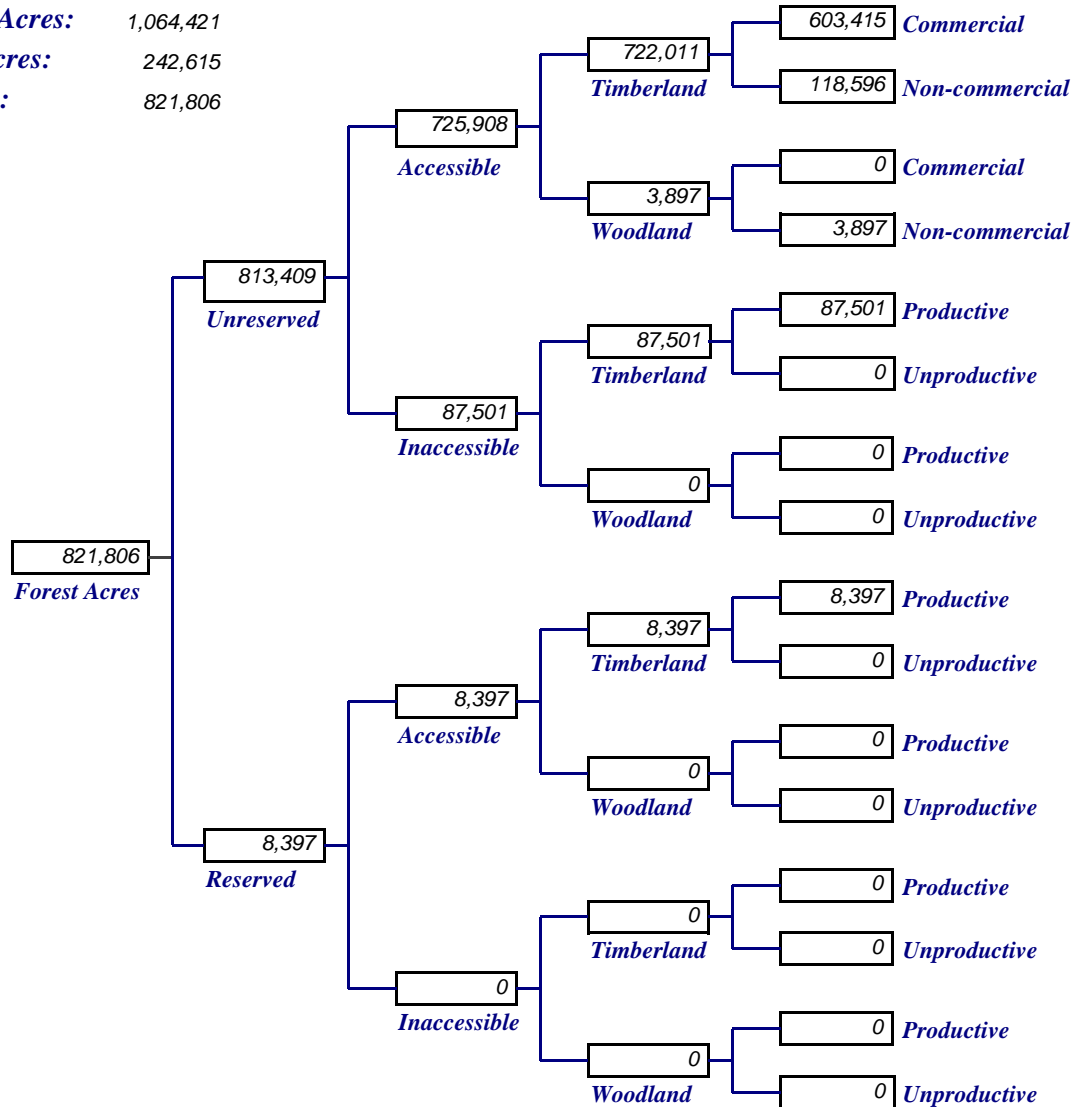 Acres: 1,064,421
cres: 242,615
: 821,806
603,415 Commercial
722,011
Timberland
118,596 Non-commercial
725,908
Accessible
0 Commercial
3,897
Woodland
3,897 Non-commercial
813,409
Unreserved
87,501 Productive
87,501
Timberland
0 Unproductive
87,501
Inaccessible
0 Productive
0
Woodland
0 Unproductive
821,806
Forest Acres
8,397 Productive
8,397
Timberland
0 Unproductive
8,397
Accessible
0 Productive
0
Woodland
0 Unproductive
8,397
Reserved
0 Productive
0
Timberland
0 Unproductive
0
Inaccessible
0 Productive
0
Woodland
0 Unproductive